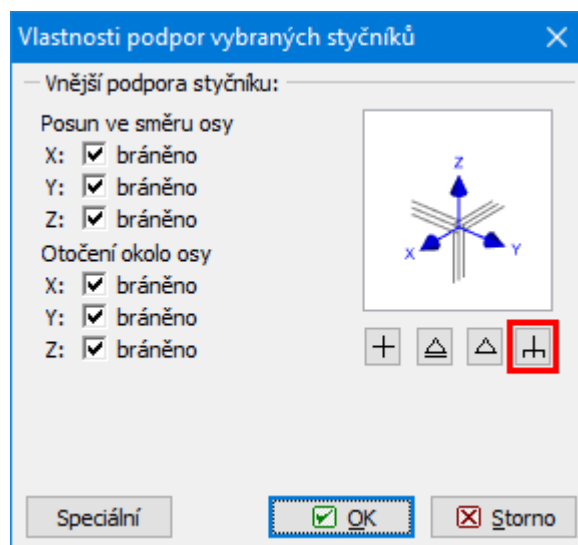 Vlastnosti podpor vybraných styčníků
Vnější podpora styčníku:
Posun ve směru osy
X: bráněno
Y: bráněno
Z: bráněno
Otočení okolo osy
X: bráněno
Y: bráněno
Z: bráněno
Z
X
Y
Speciální
OK
Storno